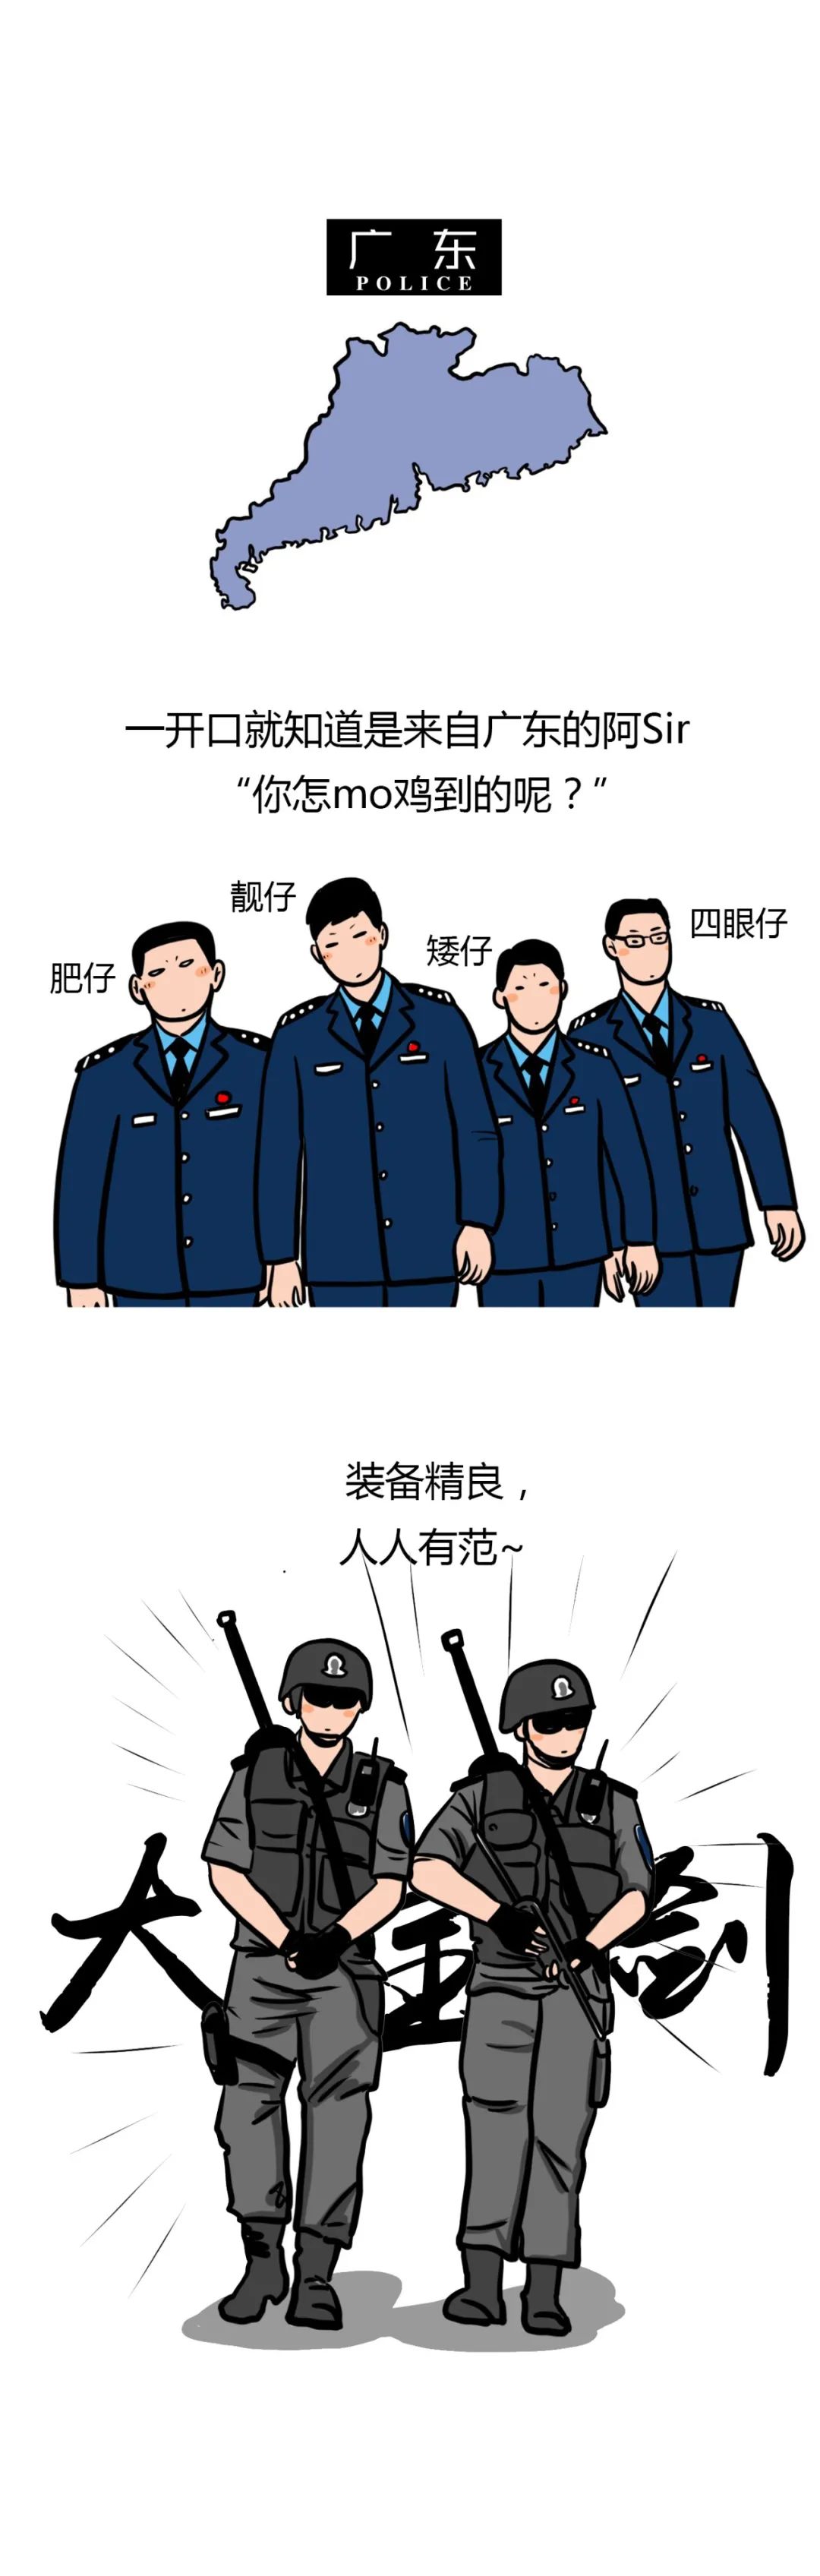 广 东
POLICE
一开口就知道是来自广东的阿Sir
“你怎mo鸡到的呢？”
靓仔
四眼仔
矮仔
肥仔
装备精良，
人人有范~
大